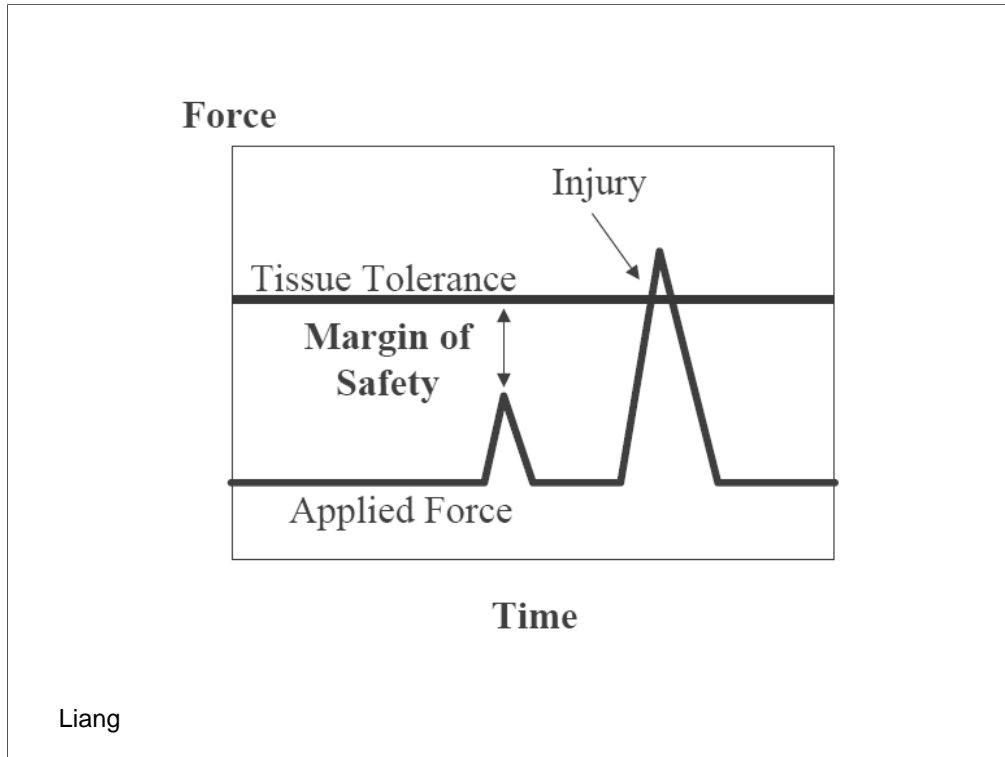 Force
Injury
Tissue Tolerance
Margin of
Safety
Applied Force
Time
Liang